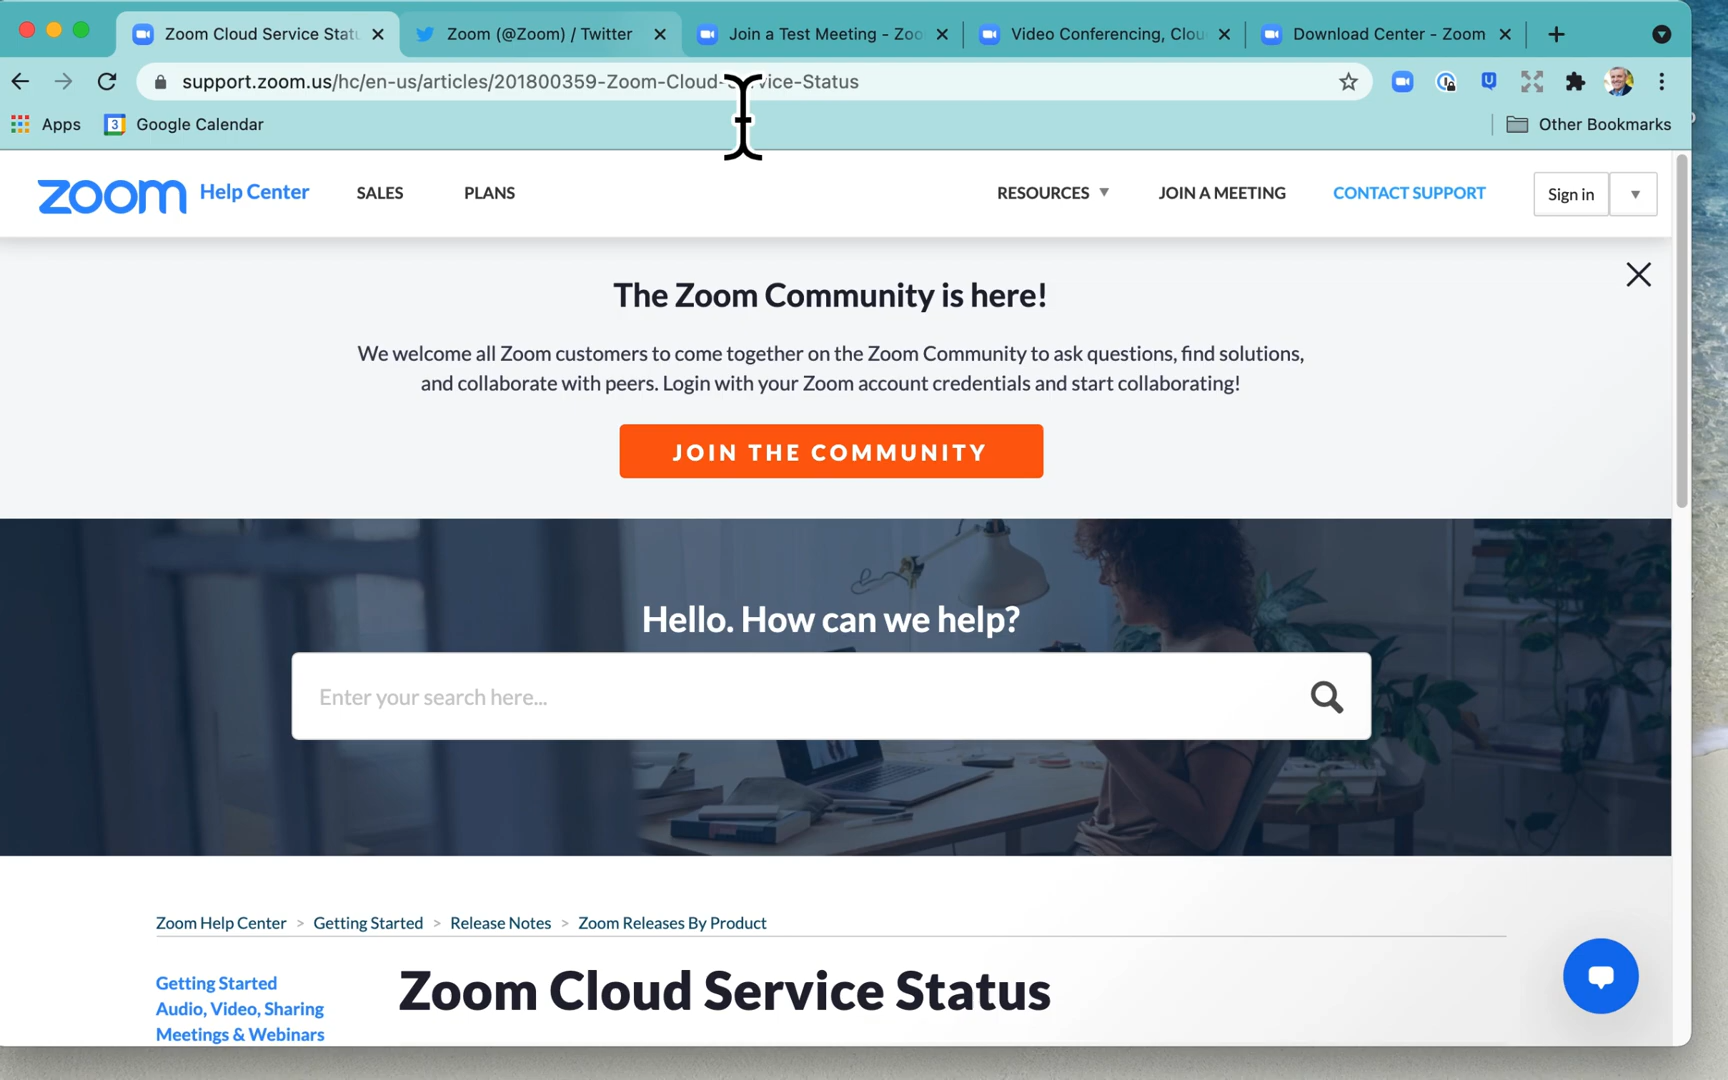 Zoom Cloud Service Statu
Zoom (@Zoom) / Twitter
Join a Test Meeting - Zoo
Video Conferencing, Clou
Download Center - Zoom
support.zoom.us/hc/en-us/articles/201800359-Zoom-Cloud-Service-Status
Apps
3
Google Calendar
Other Bookmarks
zoom Help Center
SALES
PLANS
RESOURCES
JOIN A MEETING
CONTACT SUPPORT
Sign in
The Zoom Community is here!
We welcome all Zoom customers to come together on the Zoom Community to ask questions, find solutions,
and collaborate with peers. Login with your Zoom account credentials and start collaborating!
JOIN THE COMMUNITY
Hello. How can we help?
Enter your search here...
Zoom Help Center > Getting Started > Release Notes > Zoom Releases By Product
Getting Started
Audio, Video, Sharing
Meetings & Webinars
Zoom Cloud Service Status